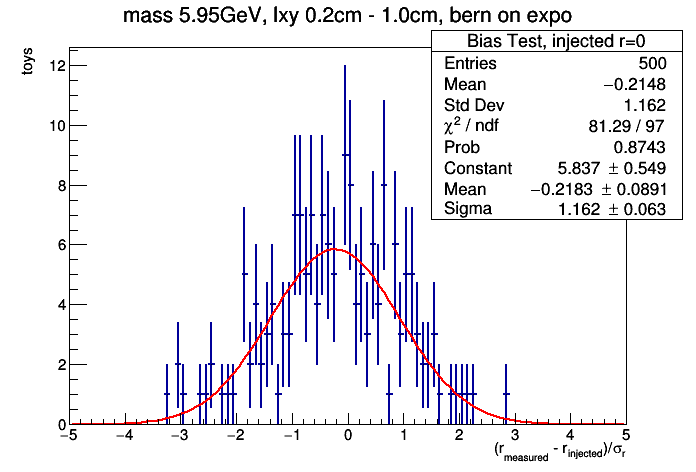 mass 5.95GeV, lxy 0.2cm - 1.0cm, bern on expo
Bias Test, injected r=0
Entries 500
Mean −0.2148
Std Dev 1.162
χ² / ndf 81.29 / 97
Prob 0.8743
Constant 5.837 ± 0.549
Mean −0.2183 ± 0.0891
Sigma 1.162 ± 0.063
toys
12
10
8
6
4
2
0
−5 −4 −3 −2 −1 0 1 2 3 4 5
(r_measured - r_injected)/σ_r